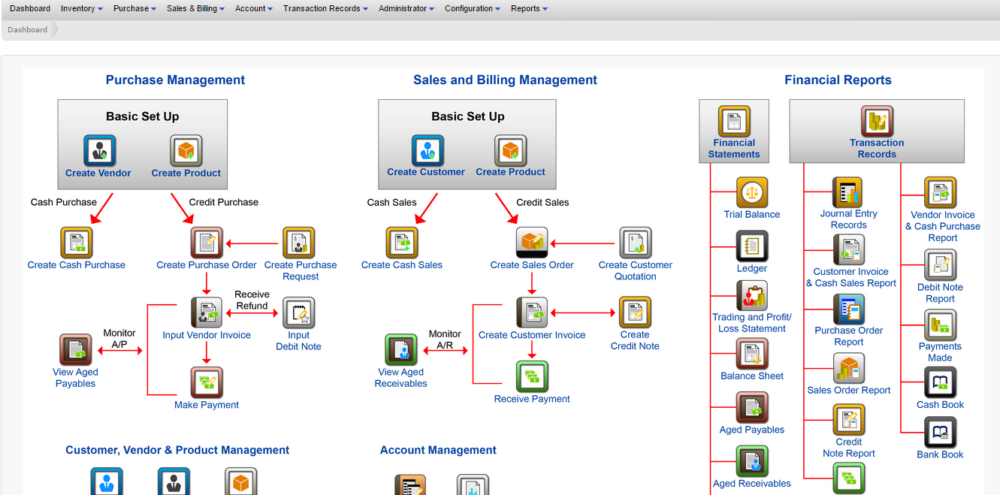 Dashboard Inventory Purchase Sales & Billing Account Transaction Records Administrator Configuration Reports
Dashboard
Purchase Management
Basic Set Up
Create Vendor
Create Product
Cash Purchase
Credit Purchase
Create Cash Purchase
Create Purchase Order
Create Purchase
Request
Receive
Refund
Input Vendor Invoice
Input
Debit Note
Monitor
A/P
View Aged
Payables
Make Payment
Sales and Billing Management
Basic Set Up
Create Customer
Create Product
Cash Sales
Credit Sales
Create Cash Sales
Create Sales Order
Create Customer
Quotation
Create Customer Invoice
Create
Credit Note
Monitor
A/R
View Aged
Receivables
Receive Payment
Financial Reports
Financial
Statements
Transaction
Records
Trial Balance
Ledger
Trading and Profit/
Loss Statement
Balance Sheet
Aged Payables
Aged Receivables
Journal Entry
Records
Customer Invoice
& Cash Sales Report
Purchase Order
Report
Sales Order Report
Credit
Note Report
Vendor Invoice
& Cash Purchase
Report
Debit Note
Report
Payments
Made
Cash Book
Bank Book
Customer, Vendor & Product Management
Account Management